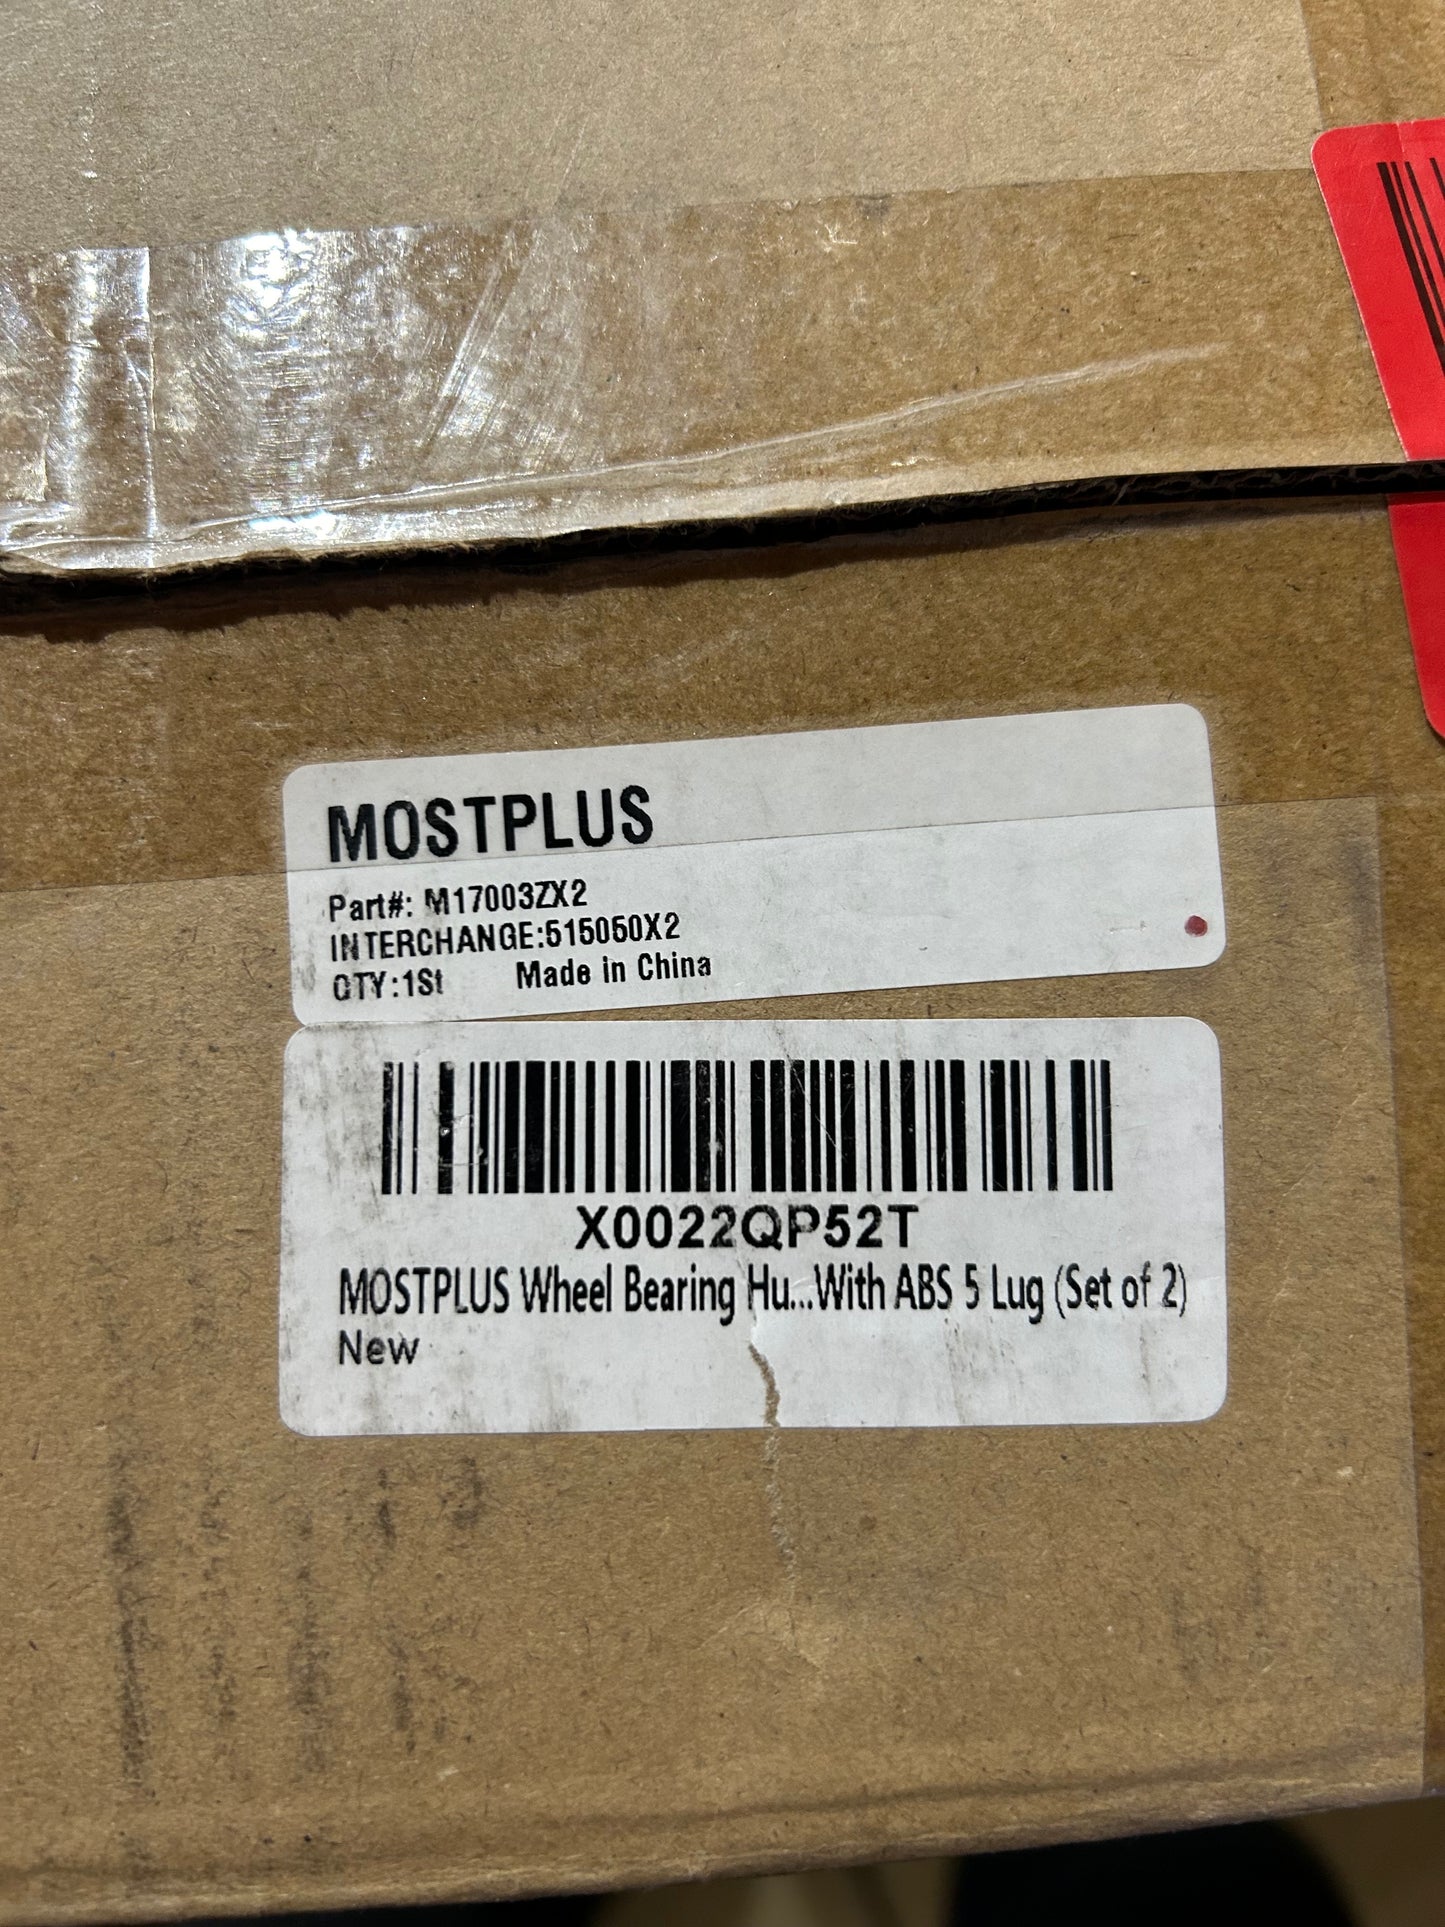 MOSTPLUS
Part#: M17003ZX2
INTERCHANGE:515050X2
QTY:1St Made in China
X0022QP52T
MOSTPLUS Wheel Bearing Hu...With ABS 5 Lug (Set of 2)
New